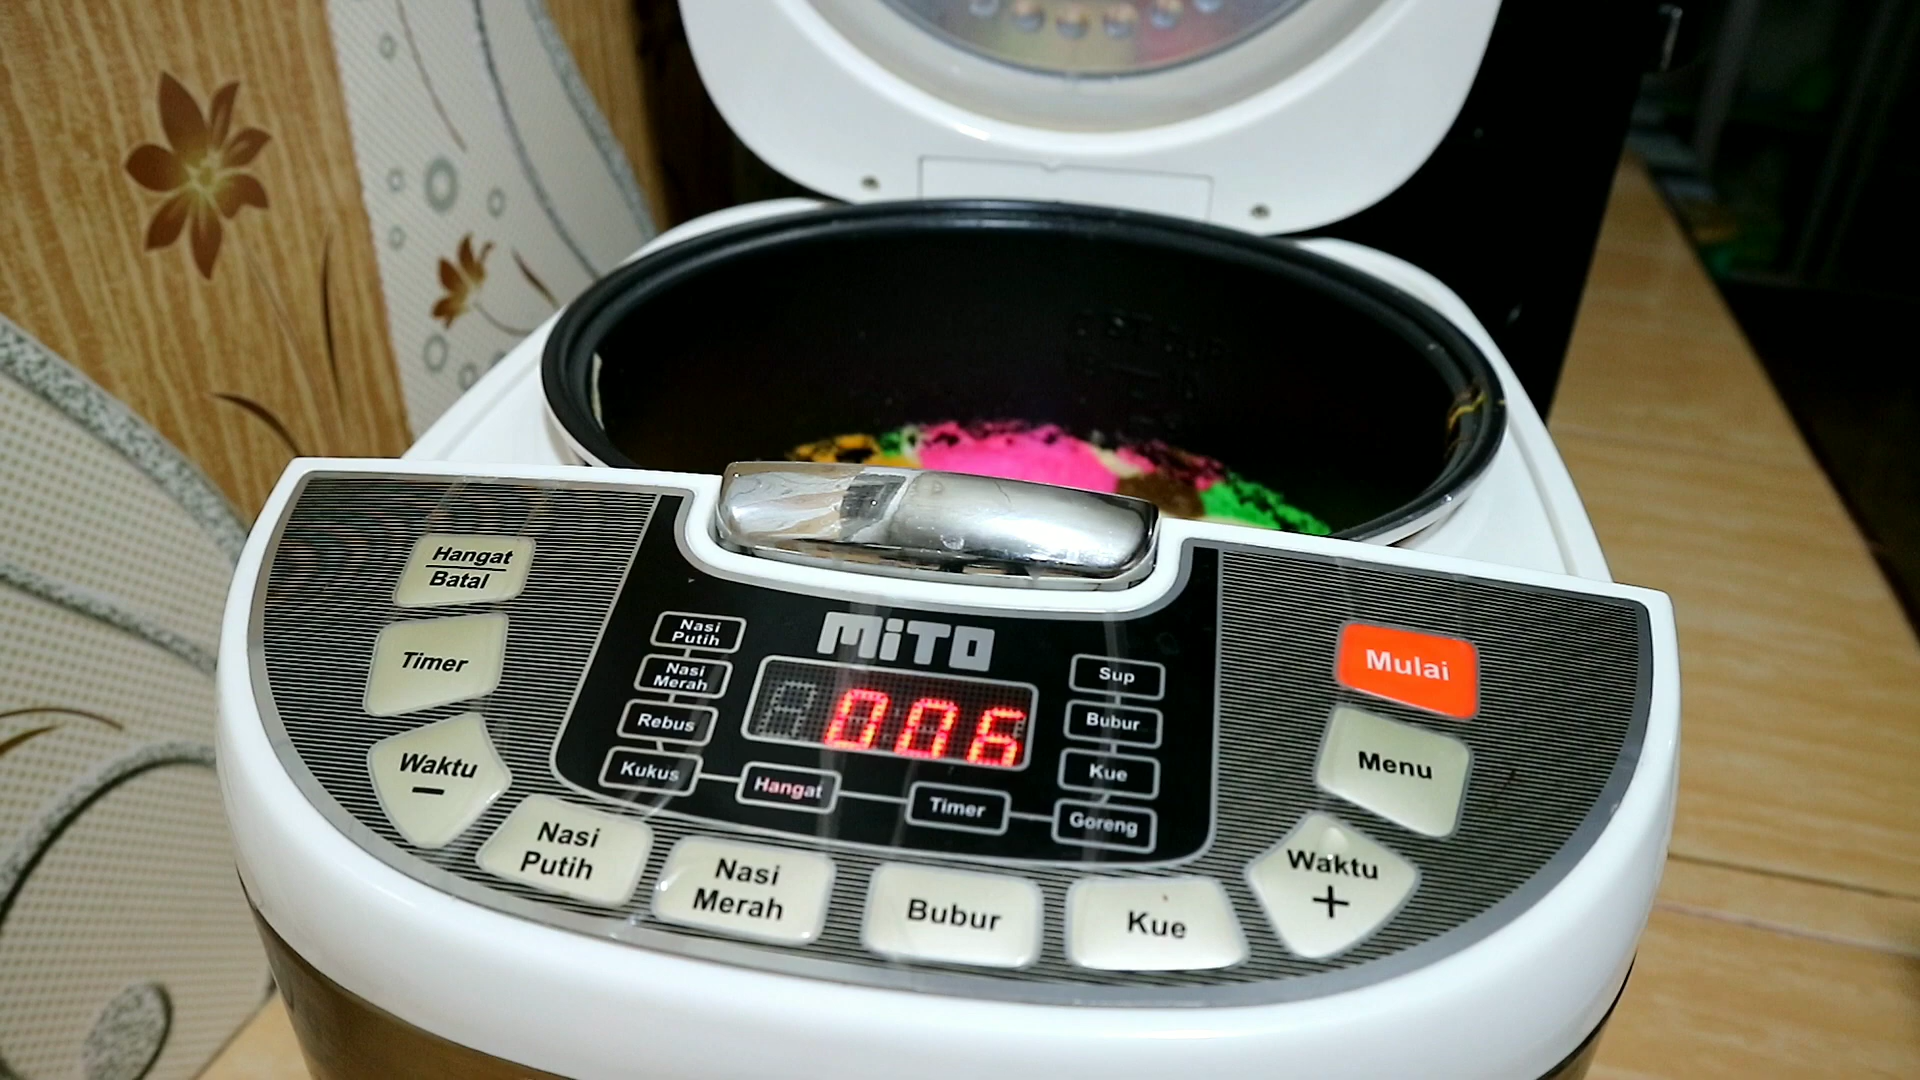 Hangat
Batal
Timer
Waktu
−
Nasi
Putih
Nasi
Merah
Bubur
Kue
Waktu
+
Menu
Mulai
MiTO
006
Nasi
Putih
Nasi
Merah
Rebus
Kukus
Hangat
Timer
Goreng
Kue
Bubur
Sup